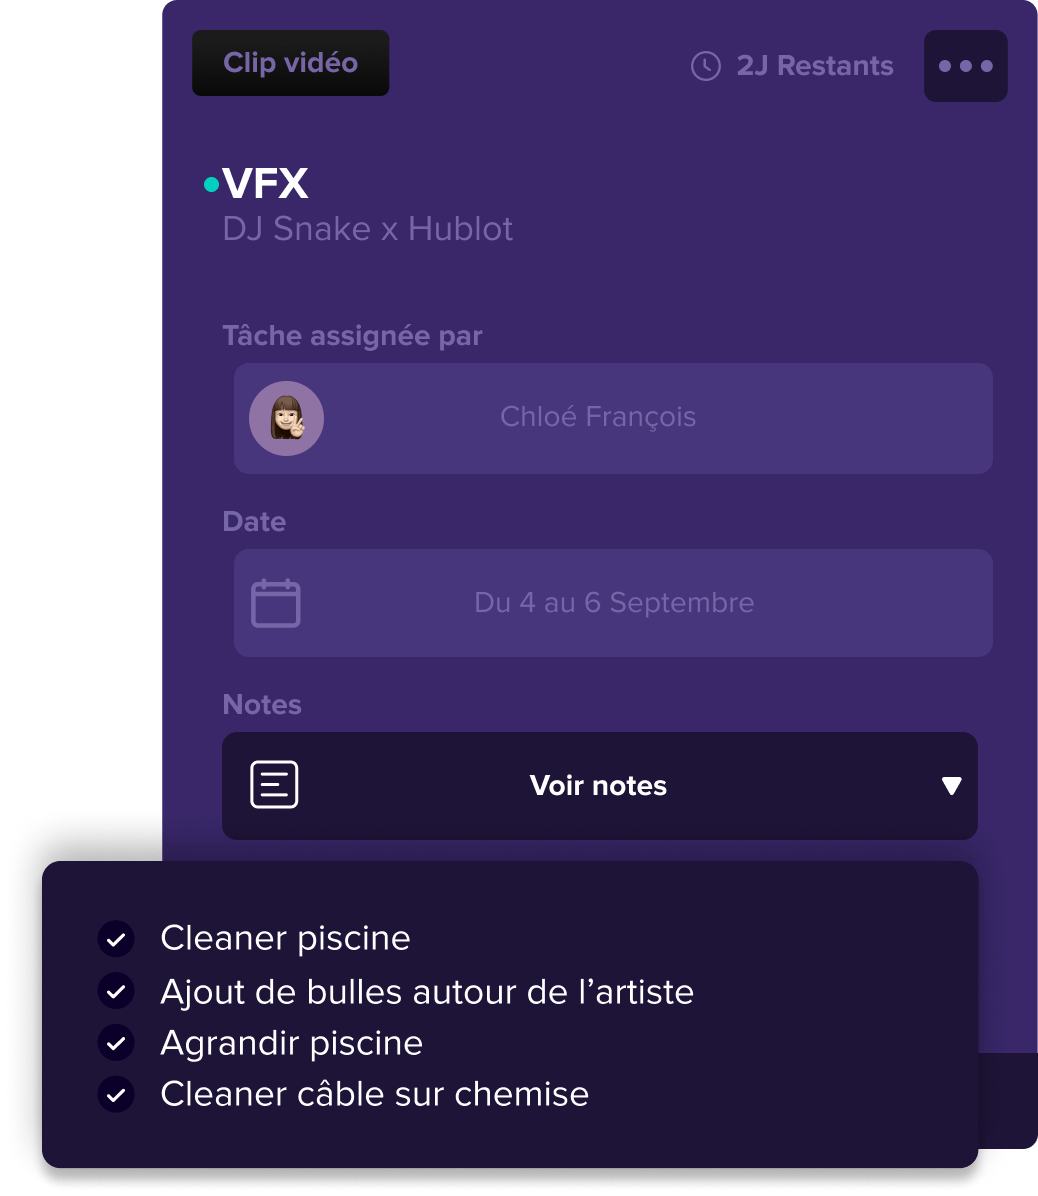 Clip vidéo
2J Restants
VFX
DJ Snake x Hublot
Tâche assignée par
Chloé François
Date
Du 4 au 6 Septembre
Notes
Voir notes
Cleaner piscine
Ajout de bulles autour de l’artiste
Agrandir piscine
Cleaner câble sur chemise